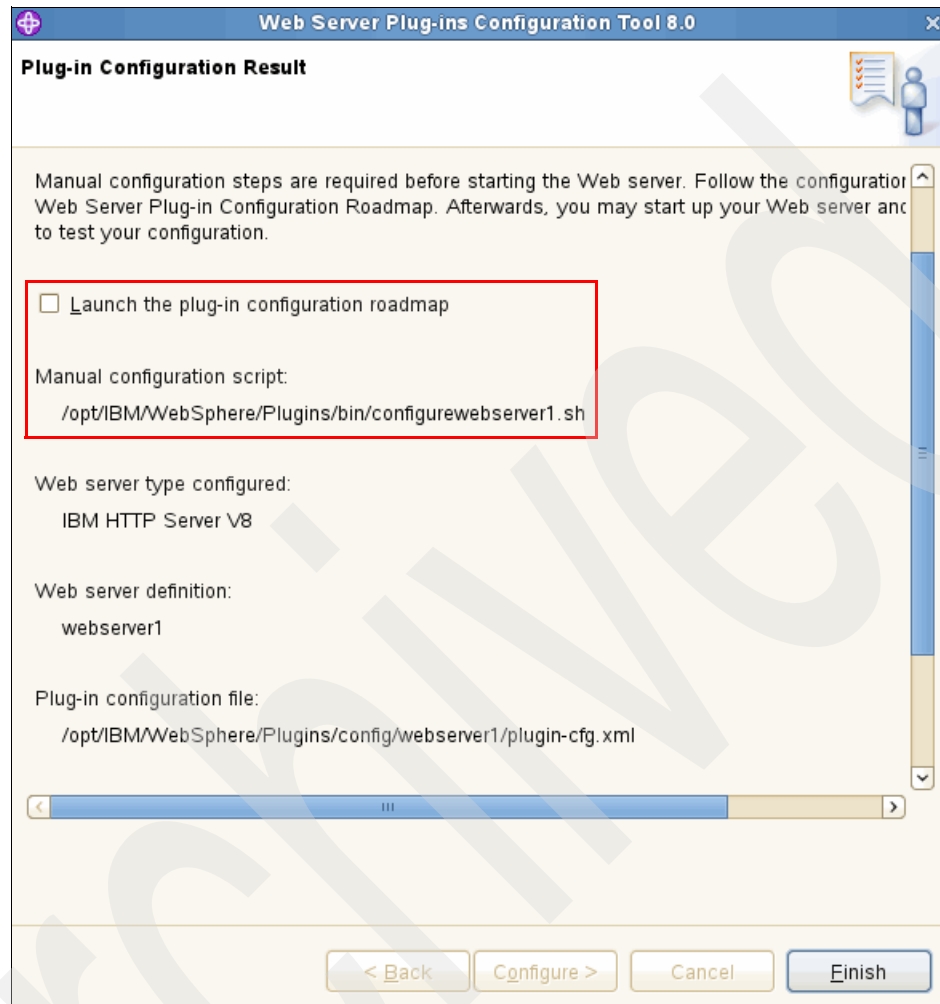 Web Server Plug-ins Configuration Tool 8.0
Plug-in Configuration Result
Manual configuration steps are required before starting the Web server. Follow the configuration
Web Server Plug-in Configuration Roadmap. Afterwards, you may start up your Web server and
to test your configuration.
Launch the plug-in configuration roadmap
Manual configuration script:
/opt/IBM/WebSphere/Plugins/bin/configurewebserver1.sh
Web server type configured:
IBM HTTP Server V8
Web server definition:
webserver1
Plug-in configuration file:
/opt/IBM/WebSphere/Plugins/config/webserver1/plugin-cfg.xml
< Back
Configure >
Cancel
Finish